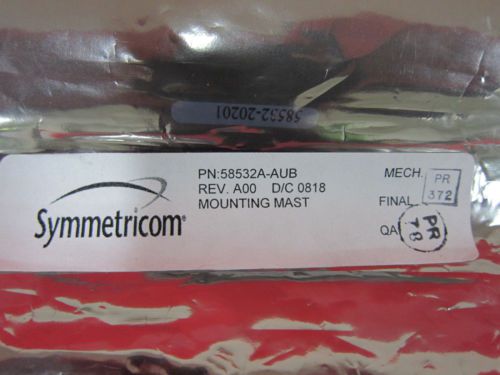 58532-20201
PN:58532A-AUB
REV. A00 D/C 0818
MOUNTING MAST
Symmetricom®
MECH.
FINAL
QA
PR
372
PR
78